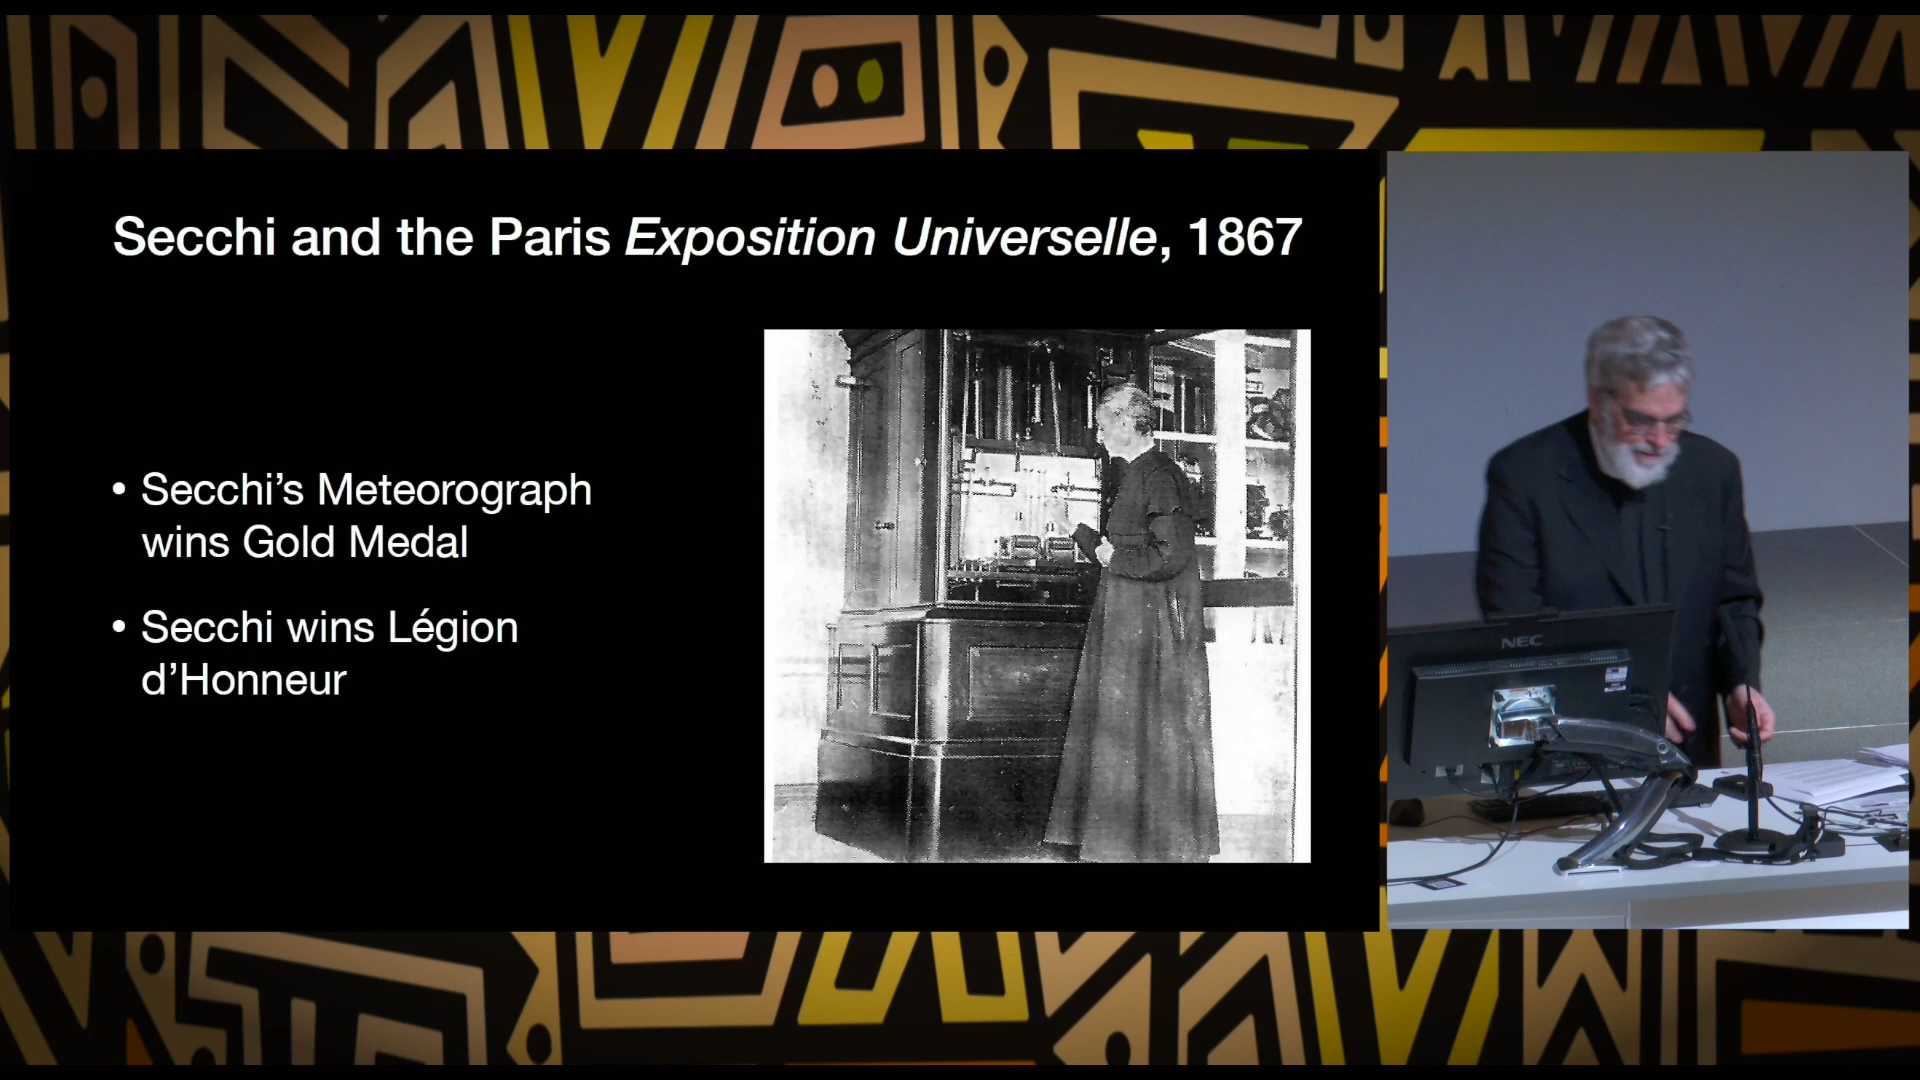 Secchi and the Paris Exposition Universelle, 1867
• Secchi’s Meteorograph
wins Gold Medal
• Secchi wins Légion
d’Honneur
NEC